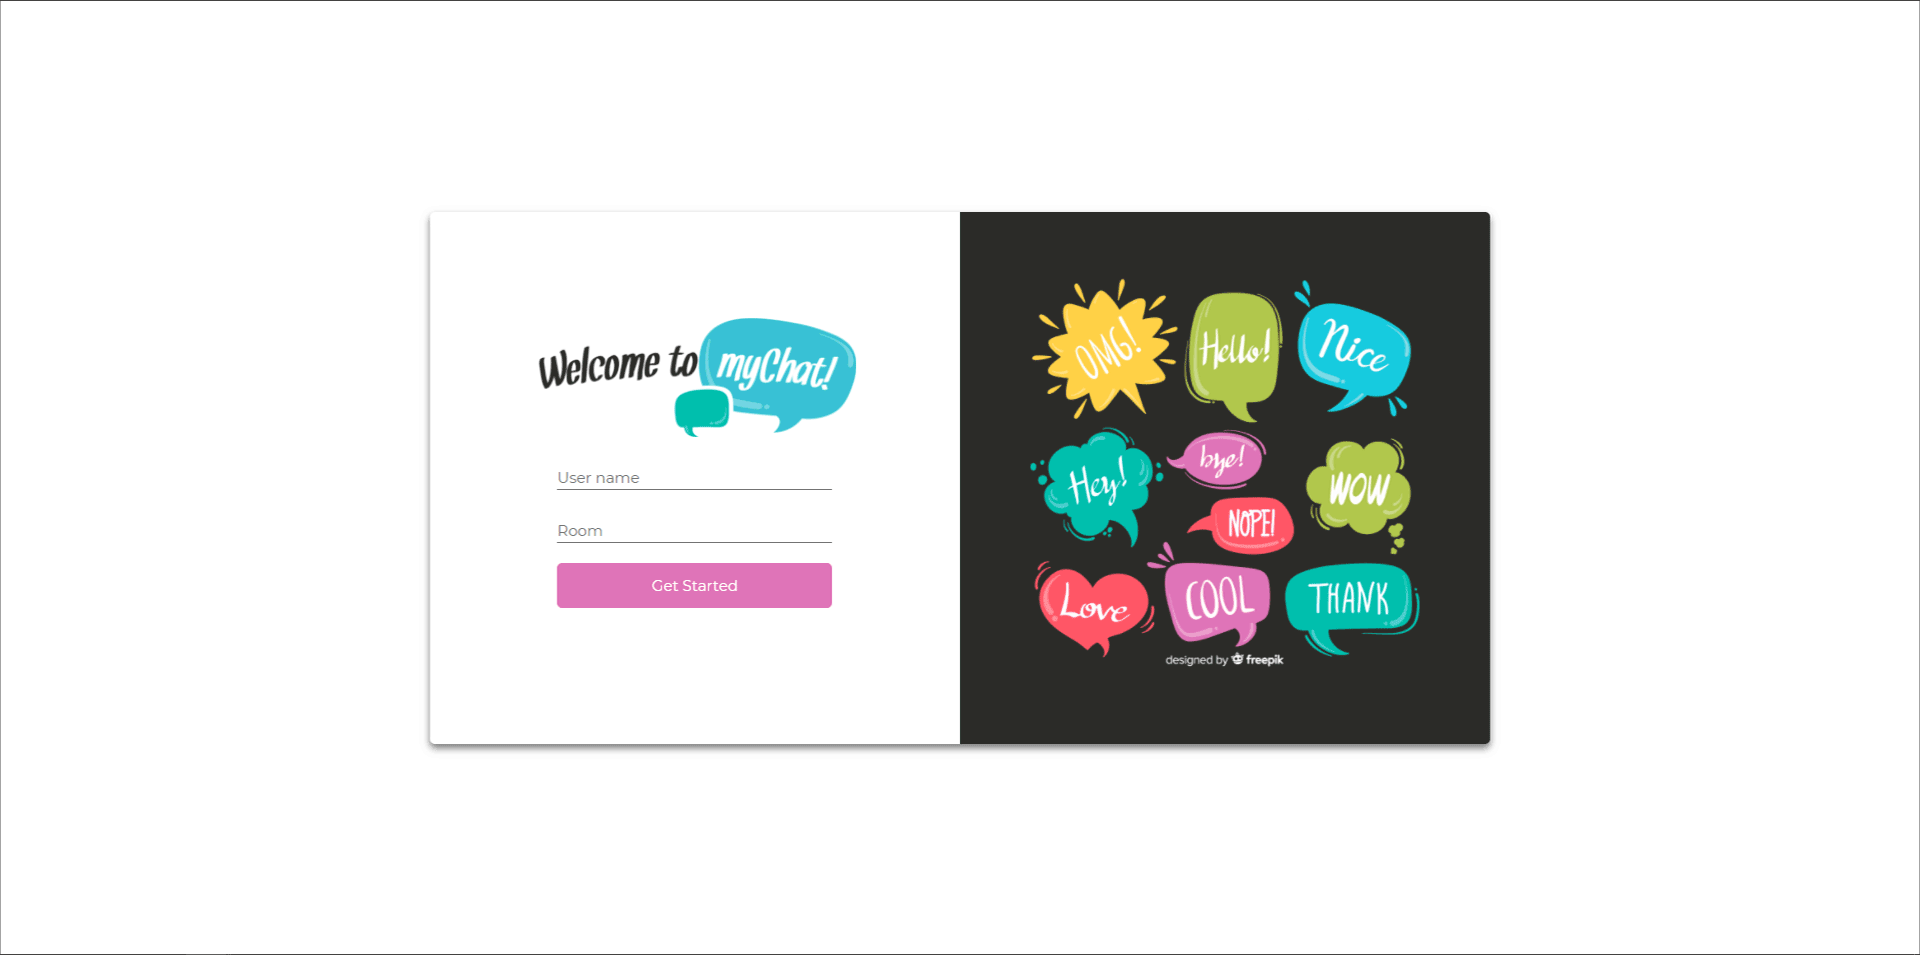 Welcome to myChat!
User name
Room
Get Started
OMG!
Hello!
Nice
Hey!
bye!
WOW
NOPE!
Love
COOL
THANK
designed by freepik